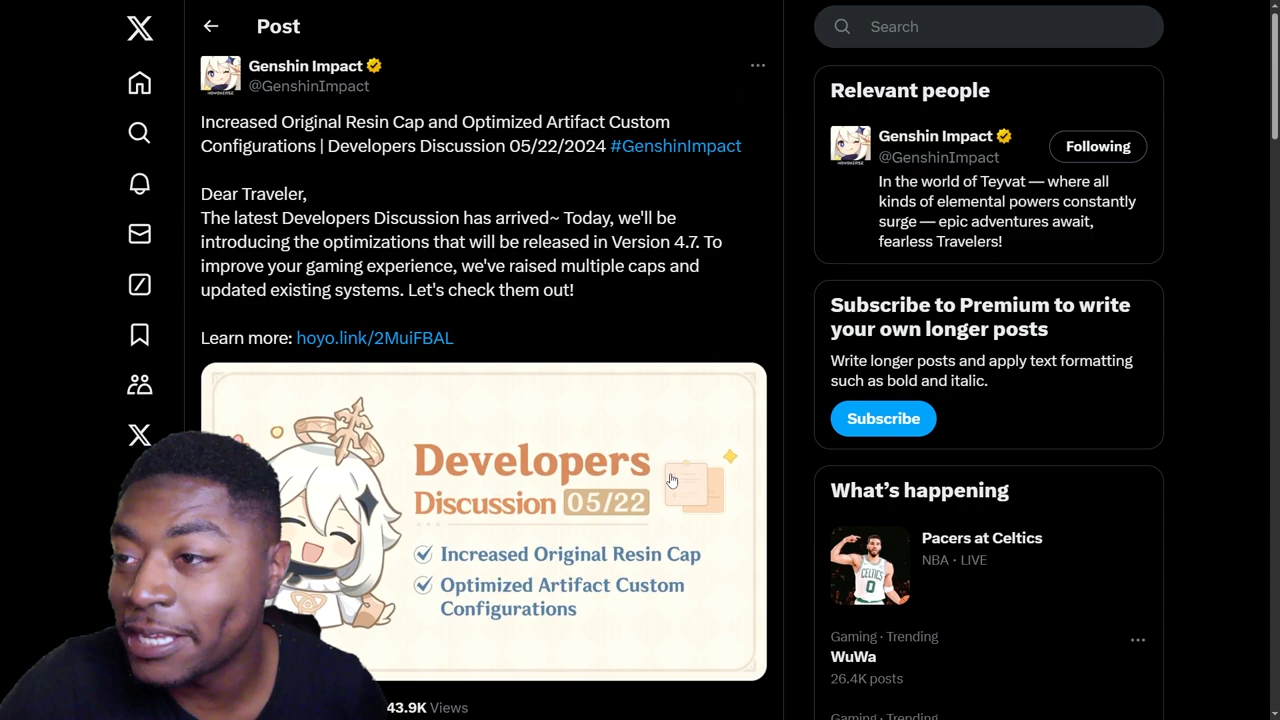 Post
Genshin Impact
@GenshinImpact
Increased Original Resin Cap and Optimized Artifact Custom
Configurations | Developers Discussion 05/22/2024 #GenshinImpact
Dear Traveler,
The latest Developers Discussion has arrived~ Today, we'll be
introducing the optimizations that will be released in Version 4.7. To
improve your gaming experience, we've raised multiple caps and
updated existing systems. Let's check them out!
Learn more: hoyo.link/2MuiFBAL
Developers
Discussion 05/22
Increased Original Resin Cap
Optimized Artifact Custom
Configurations
43.9K Views
Search
Relevant people
Genshin Impact
@GenshinImpact
Following
In the world of Teyvat — where all
kinds of elemental powers constantly
surge — epic adventures await,
fearless Travelers!
Subscribe to Premium to write
your own longer posts
Write longer posts and apply text formatting
such as bold and italic.
Subscribe
What's happening
Pacers at Celtics
NBA · LIVE
Gaming · Trending
WuWa
26.4K posts
Gaming · Trending